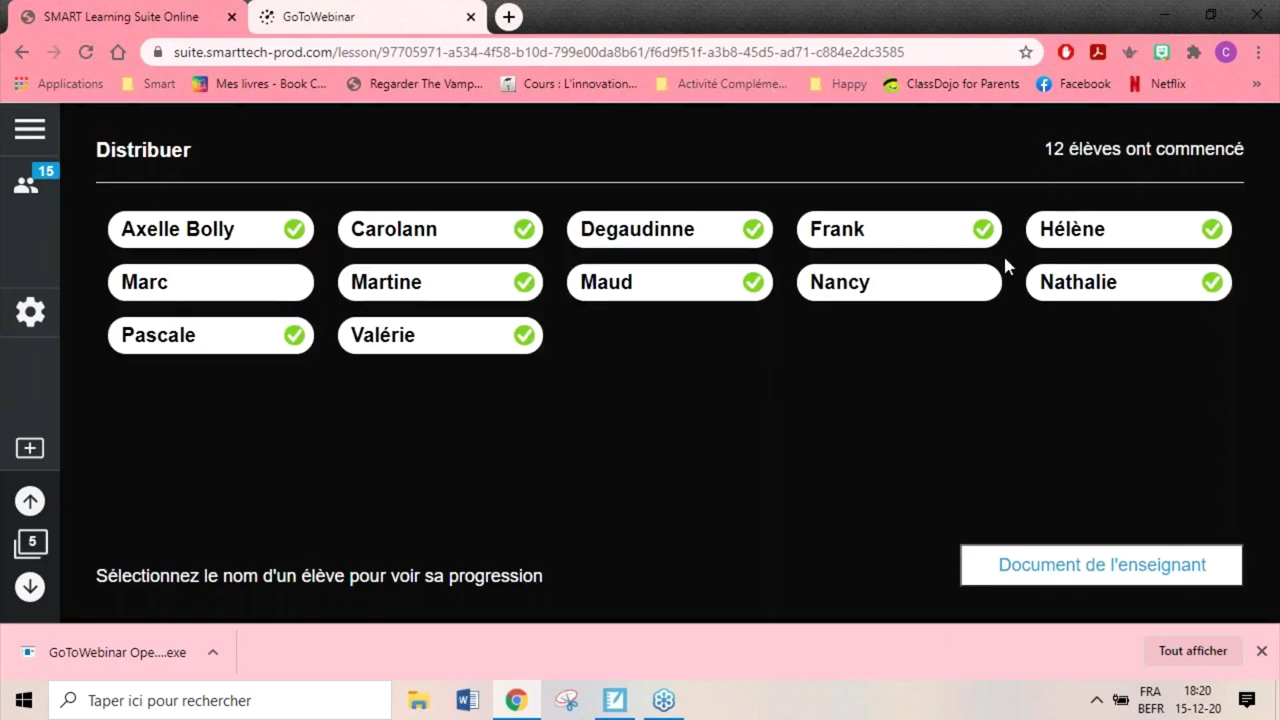 SMART Learning Suite Online
GoToWebinar
suite.smarttech-prod.com/lesson/97705971-a534-4f58-b10d-799e00da8b61/f6d9f51f-a3b8-45d5-ad71-c884e2dc3585
C
Applications
Smart
Mes livres - Book C...
Regarder The Vamp...
Cours : L'innovation...
Activité Compléme...
Happy
ClassDojo for Parents
Facebook
Netflix
»
15
Distribuer
12 élèves ont commencé
Axelle Bolly
Carolann
Degaudinne
Frank
Hélène
Marc
Martine
Maud
Nancy
Nathalie
Pascale
Valérie
5
Sélectionnez le nom d'un élève pour voir sa progression
Document de l'enseignant
GoToWebinar Ope....exe
Tout afficher
Taper ici pour rechercher
FRA
BEFR
18:20
15-12-20